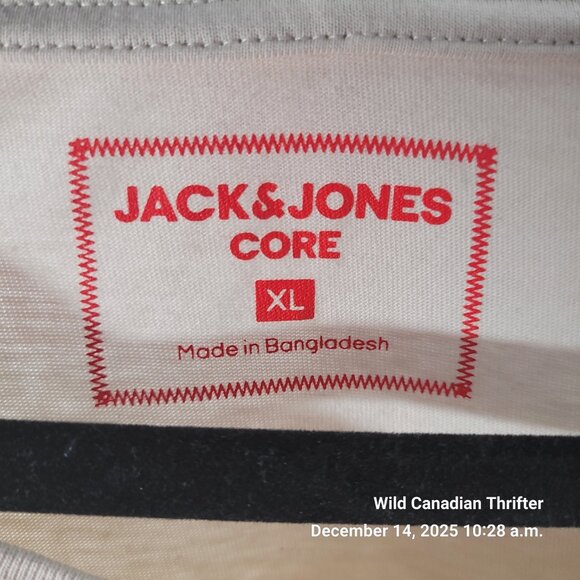 JACK&JONES
CORE
XL
Made in Bangladesh
Wild Canadian Thrifter
December 14, 2025 10:28 a.m.